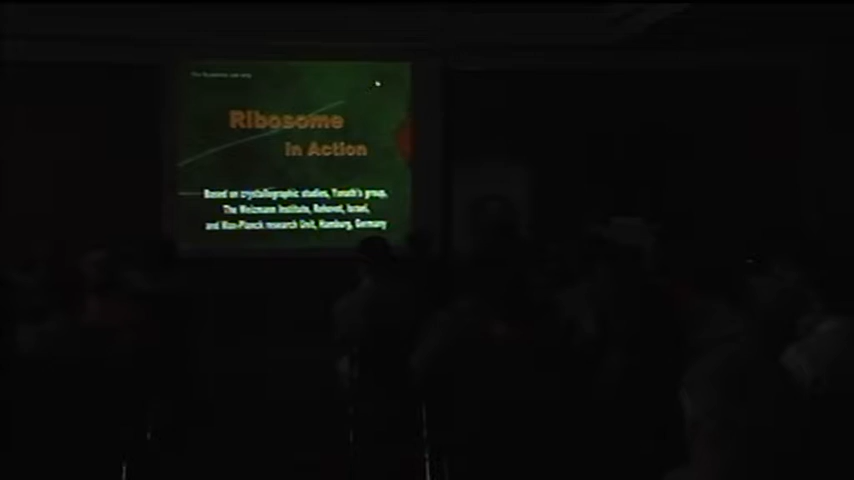 Ribosome
in Action
Based on crystallographic studies, Yonath's group,
The Weizmann Institute, Rehovot, Israel,
and Max-Planck research Unit, Hamburg, Germany